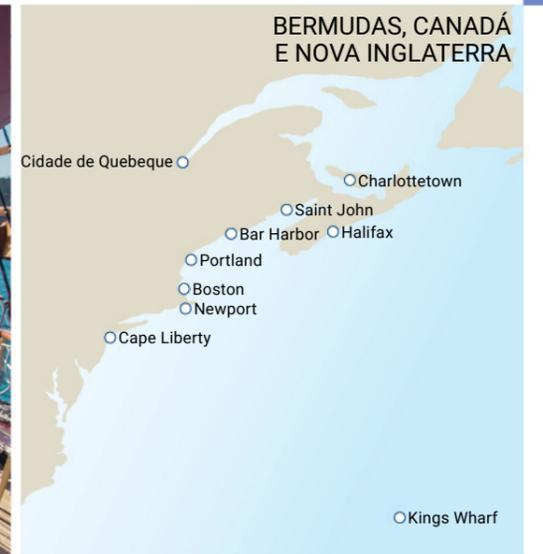 BERMUDAS, CANADÁ
E NOVA INGLATERRA
Cidade de Quebeque
Charlottetown
Saint John
Bar Harbor
Halifax
Portland
Boston
Newport
Cape Liberty
Kings Wharf